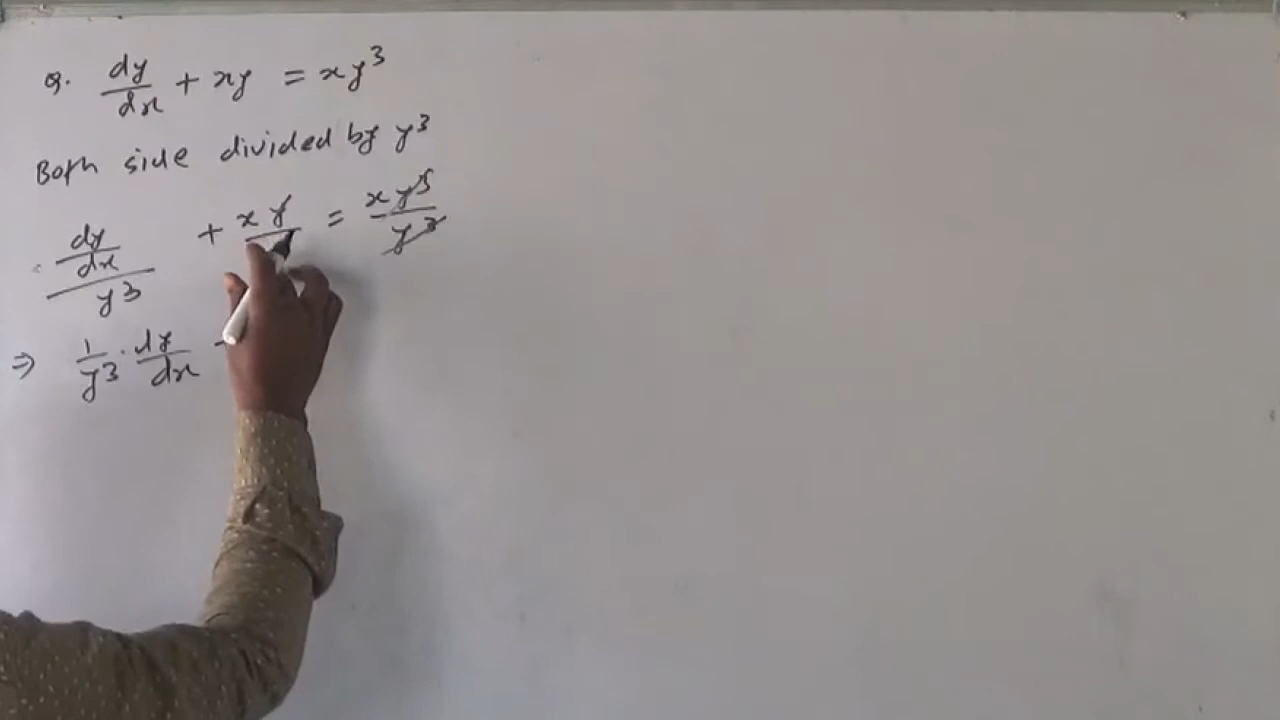 Q. dy/dx + xy = xy³
Both side divided by y³
(dy/dx)/y³ + xy/ = xy³/y³
⇒ 1/y³ · dy/dx